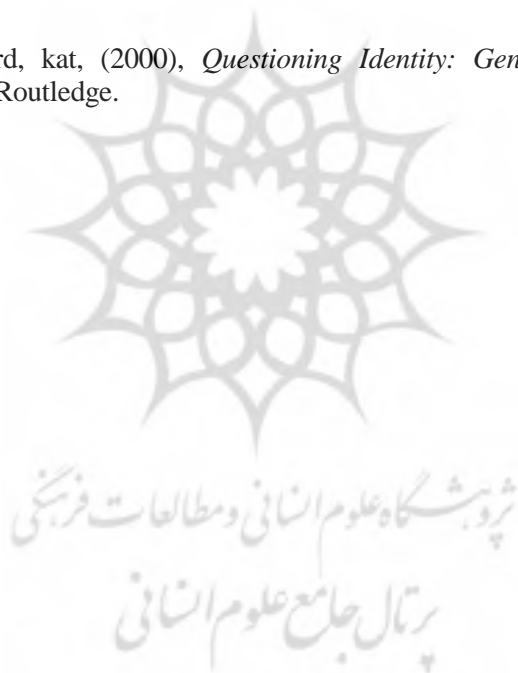 rd, kat, (2000), Questioning Identity: Gen
Routledge.
پژوهشگاه علوم انسانی و مطالعات فرهنگی
پرتال جامع علوم انسانی